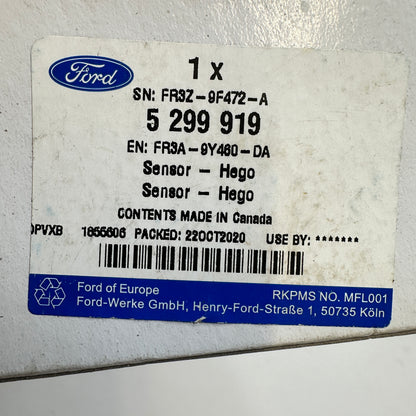 Ford
1 x
SN: FR3Z-9F472-A
5 299 919
EN: FR3A-9Y460-DA
Sensor - Hego
Sensor - Hego
CONTENTS MADE IN Canada
1855606 PACKED: 22OCT2020 USE BY: *******
Ford of Europe RKPMS NO. MFL001
Ford-Werke GmbH, Henry-Ford-Straße 1, 50735 Köln